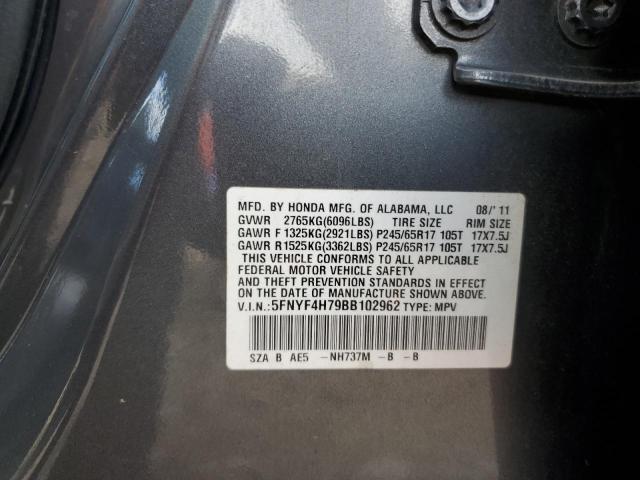 MFD. BY HONDA MFG. OF ALABAMA, LLC 08/'11
GVWR 2765KG(6096LBS) TIRE SIZE RIM SIZE
GAWR F 1325KG(2921LBS) P245/65R17 105T 17X7.5J
GAWR R1525KG(3362LBS) P245/65R17 105T 17X7.5J
THIS VEHICLE CONFORMS TO ALL APPLICABLE
FEDERAL MOTOR VEHICLE SAFETY
AND THEFT PREVENTION STANDARDS IN EFFECT
ON THE DATE OF MANUFACTURE SHOWN ABOVE.
V.I.N.:5FNYF4H79BB102962 TYPE: MPV
SZA B AE5 -NH737M -B -B